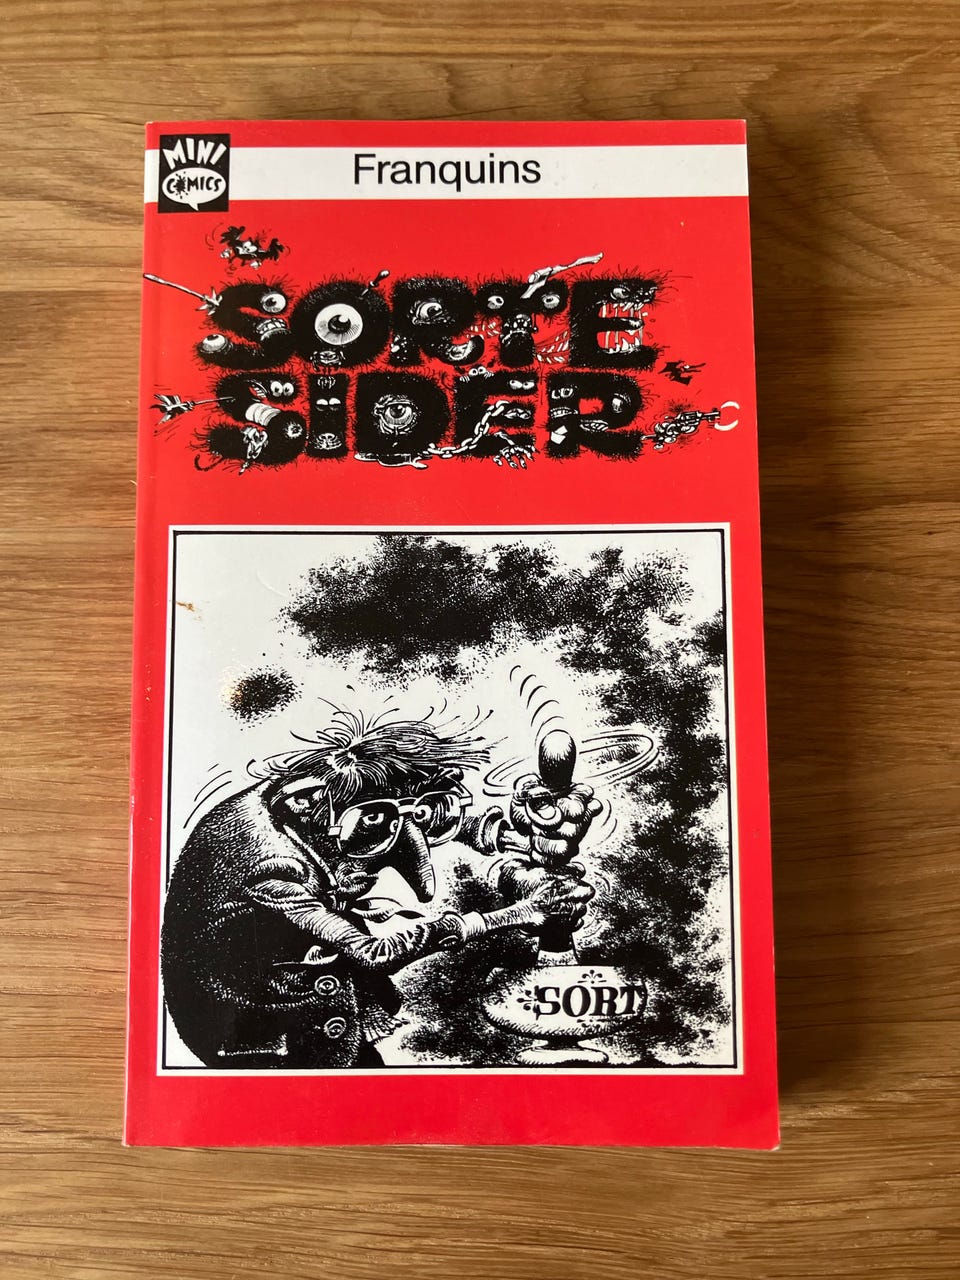 MINI
COMICS
Franquins
SORTE
SIDER
SORT